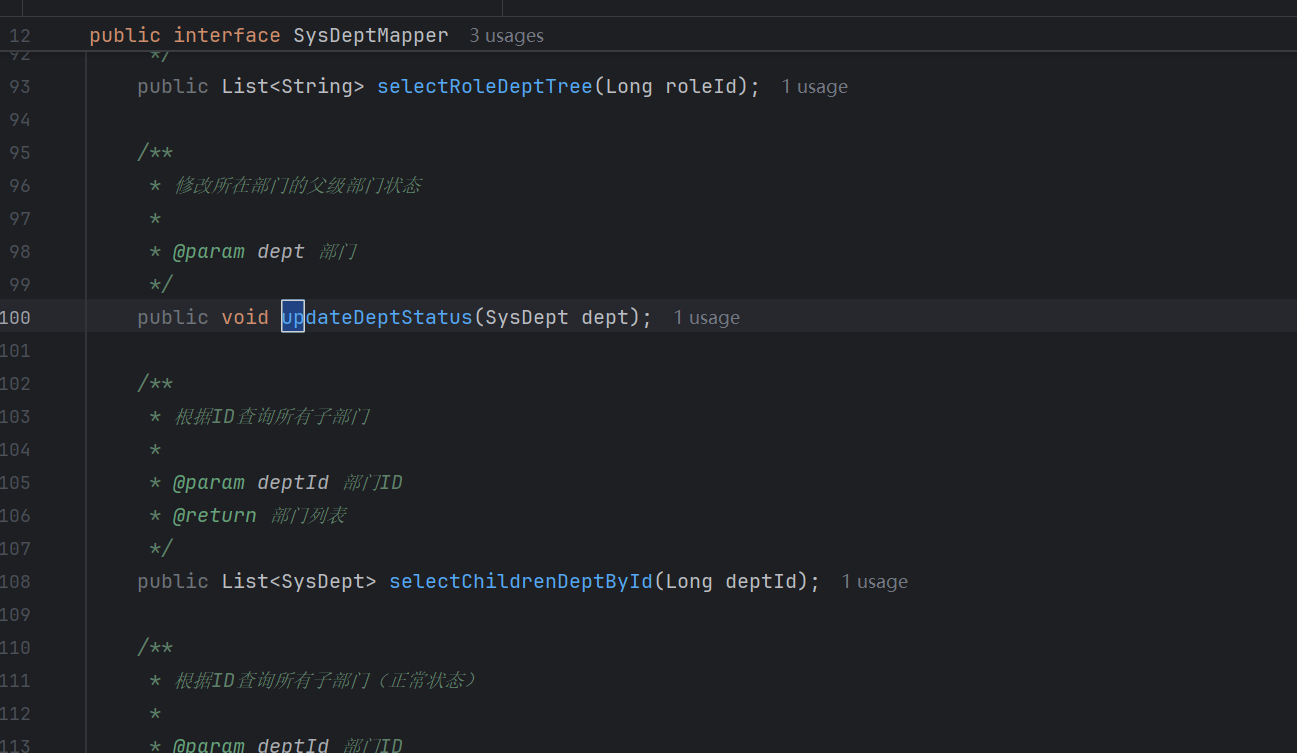 12 public interface SysDeptMapper 3 usages
92 */
93 public List<String> selectRoleDeptTree(Long roleId); 1 usage
94
95 /**
96 * 修改所在部门的父级部门状态
97 *
98 * @param dept 部门
99 */
100 public void updateDeptStatus(SysDept dept); 1 usage
101
102 /**
103 * 根据ID查询所有子部门
104 *
105 * @param deptId 部门ID
106 * @return 部门列表
107 */
108 public List<SysDept> selectChildrenDeptById(Long deptId); 1 usage
109
110 /**
111 * 根据ID查询所有子部门（正常状态）
112 *
113 * @param deptId 部门ID